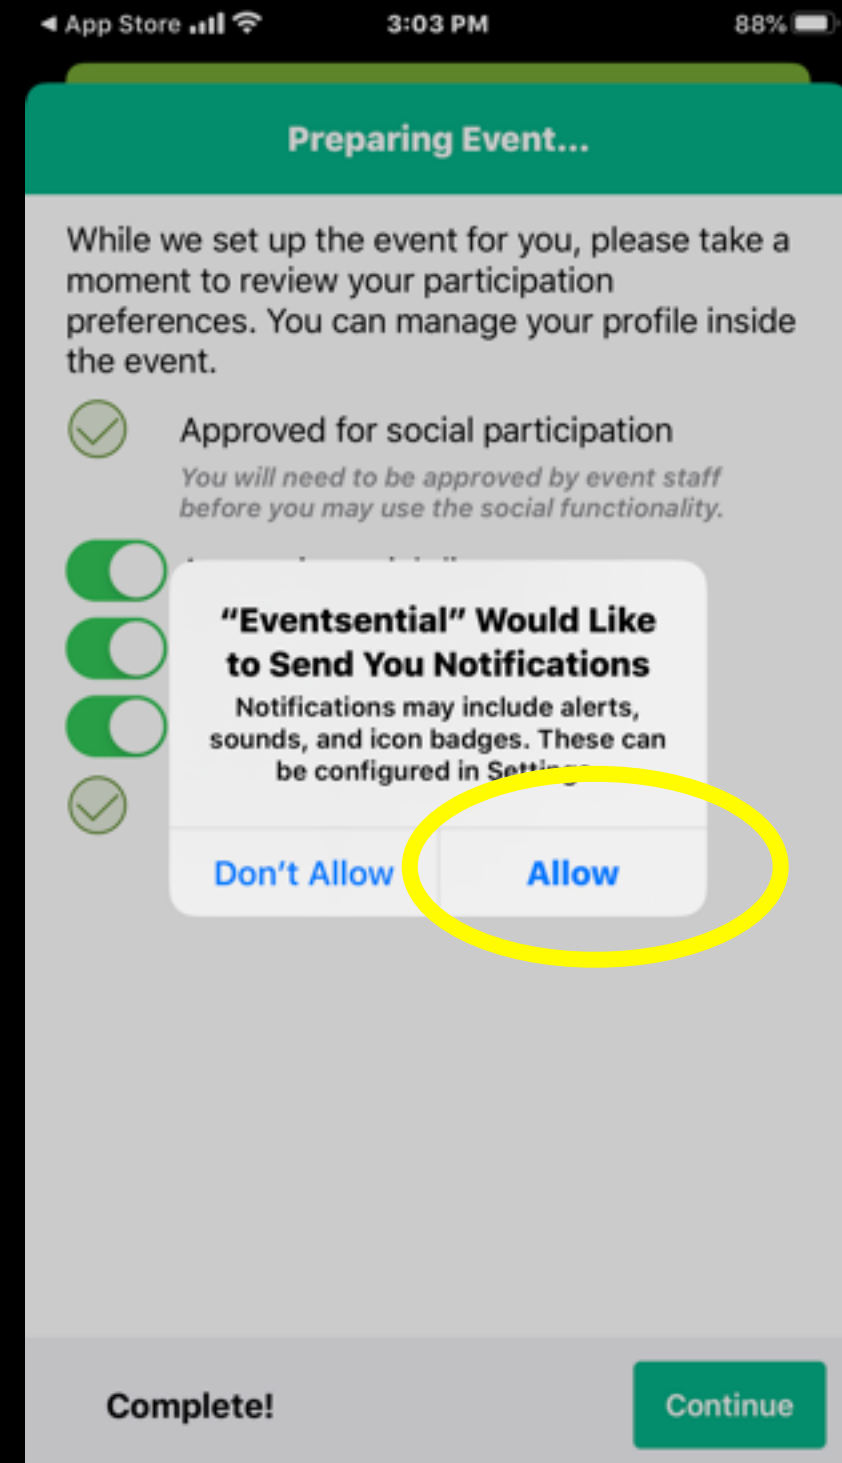 App Store
3:03 PM
88%
Preparing Event...
While we set up the event for you, please take a
moment to review your participation
preferences. You can manage your profile inside
the event.
Approved for social participation
You will need to be approved by event staff
before you may use the social functionality.
“Eventsential” Would Like
to Send You Notifications
Notifications may include alerts,
sounds, and icon badges. These can
be configured in Settings
Don’t Allow
Allow
Complete!
Continue